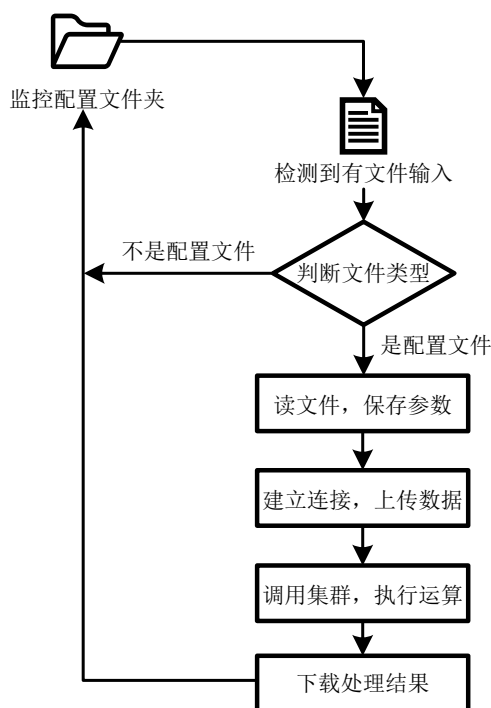 监控配置文件夹
检测到有文件输入
不是配置文件
判断文件类型
是配置文件
读文件，保存参数
建立连接，上传数据
调用集群，执行运算
下载处理结果